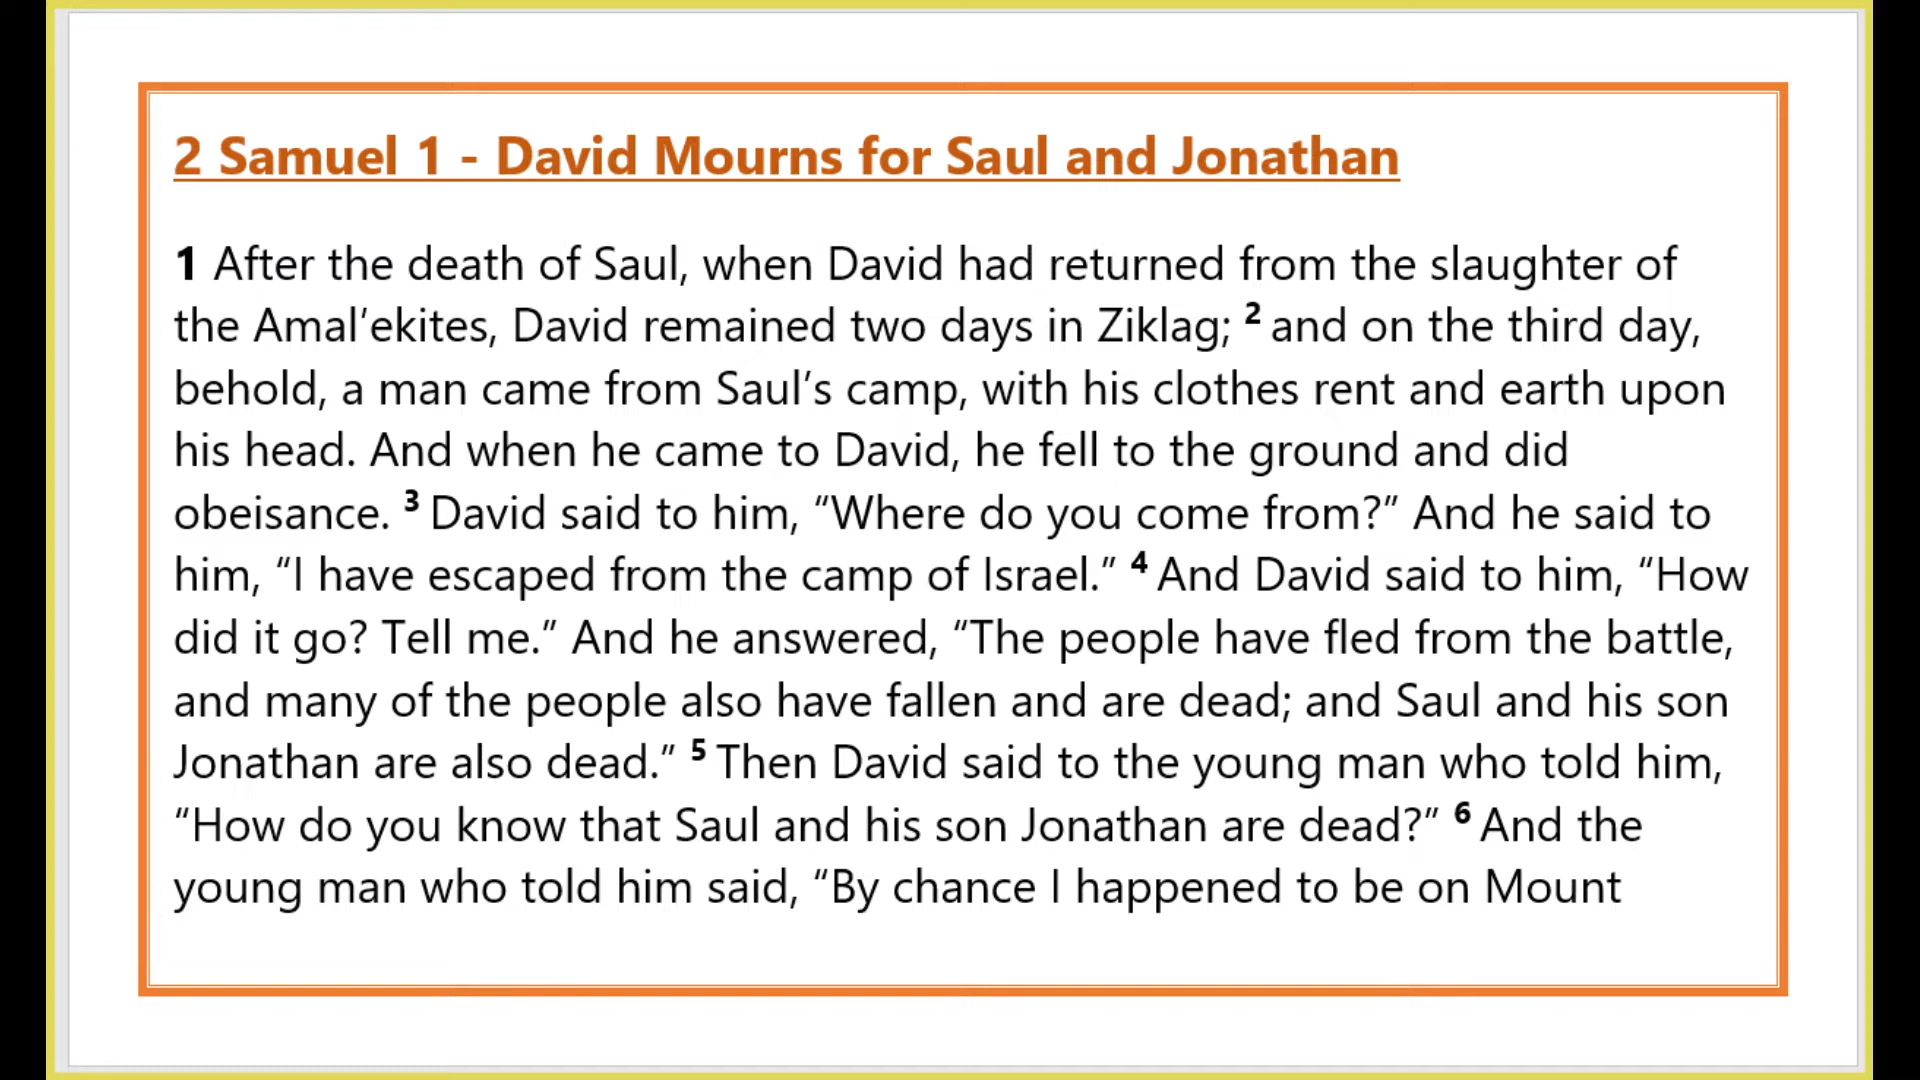 2 Samuel 1 - David Mourns for Saul and Jonathan
1 After the death of Saul, when David had returned from the slaughter of
the Amal’ekites, David remained two days in Ziklag; 2 and on the third day,
behold, a man came from Saul’s camp, with his clothes rent and earth upon
his head. And when he came to David, he fell to the ground and did
obeisance. 3 David said to him, “Where do you come from?” And he said to
him, “I have escaped from the camp of Israel.” 4 And David said to him, “How
did it go? Tell me.” And he answered, “The people have fled from the battle,
and many of the people also have fallen and are dead; and Saul and his son
Jonathan are also dead.” 5 Then David said to the young man who told him,
“How do you know that Saul and his son Jonathan are dead?” 6 And the
young man who told him said, “By chance I happened to be on Mount